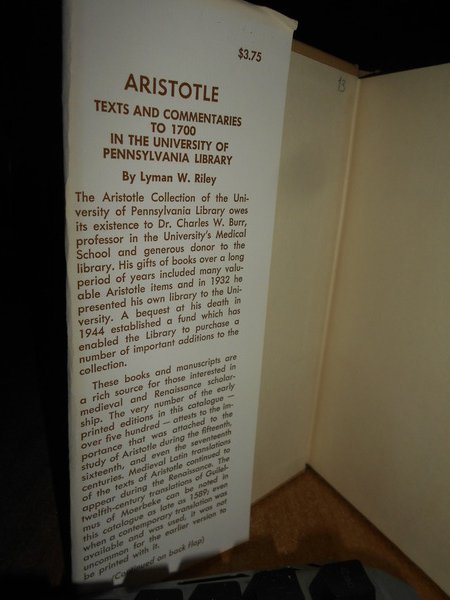 $3.75
13
ARISTOTLE
TEXTS AND COMMENTARIES
TO 1700
IN THE UNIVERSITY OF
PENNSYLVANIA LIBRARY
By Lyman W. Riley
The Aristotle Collection of the Uni-
versity of Pennsylvania Library owes
its existence to Dr. Charles W. Burr,
professor in the University's Medical
School and generous donor to the
library. His gifts of books over a long
period of years included many valu-
able Aristotle items and in 1932 he
presented his own library to the Uni-
versity. A bequest at his death in
1944 established a fund which has
enabled the Library to purchase a
number of important additions to the
collection.
These books and manuscripts are
a rich source for those interested in
medieval and Renaissance scholar-
ship. The very number of the early
printed editions in this catalogue —
over five hundred — attests to the im-
portance that was attached to the
study of Aristotle during the fifteenth,
sixteenth, and even the seventeenth
centuries. Medieval Latin translations
of the texts of Aristotle continued to
appear during the Renaissance. The
twelfth-century translations of Guilel-
mus of Moerbeke can be noted in
this catalogue as late as 1589; even
when a contemporary translation was
available and was used, it was not
uncommon for the earlier version to
be printed with it.
(Continued on back flap)